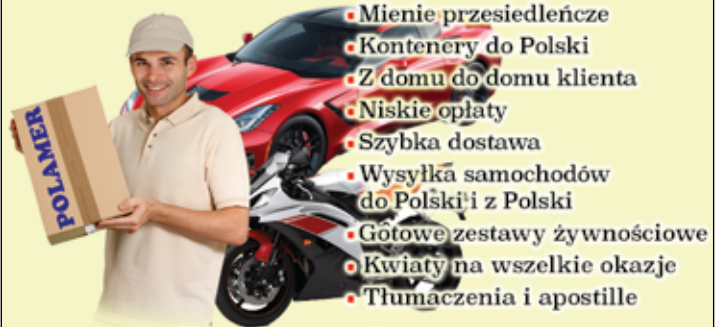 POLAMER
• Mienie przesiedleńcze
• Kontenery do Polski
• Z domu do domu klienta
• Niskie opłaty
• Szybka dostawa
• Wysyłka samochodów
do Polski i z Polski
• Gotowe zestawy żywnościowe
• Kwiaty na wszelkie okazje
• Tłumaczenia i apostille